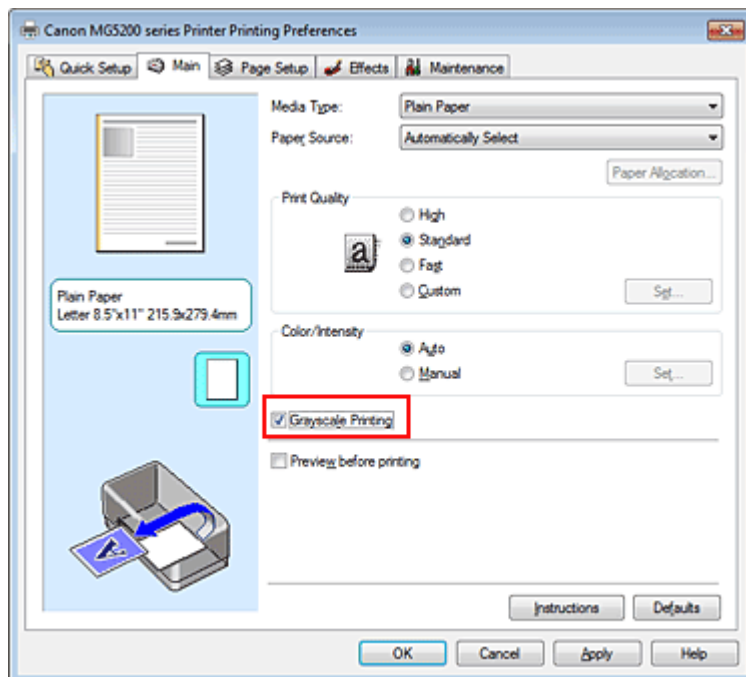 Canon MG5200 series Printer Printing Preferences
Quick Setup Main Page Setup Effects Maintenance
Media Type: Plain Paper
Paper Source: Automatically Select
Paper Allocation...
Print Quality
High
a Standard
Fast
Custom Set...
Plain Paper
Letter 8.5"x11" 215.9x279.4mm
Color/Intensity
Auto
Manual Set...
Grayscale Printing
Preview before printing
A
Instructions Defaults
OK Cancel Apply Help